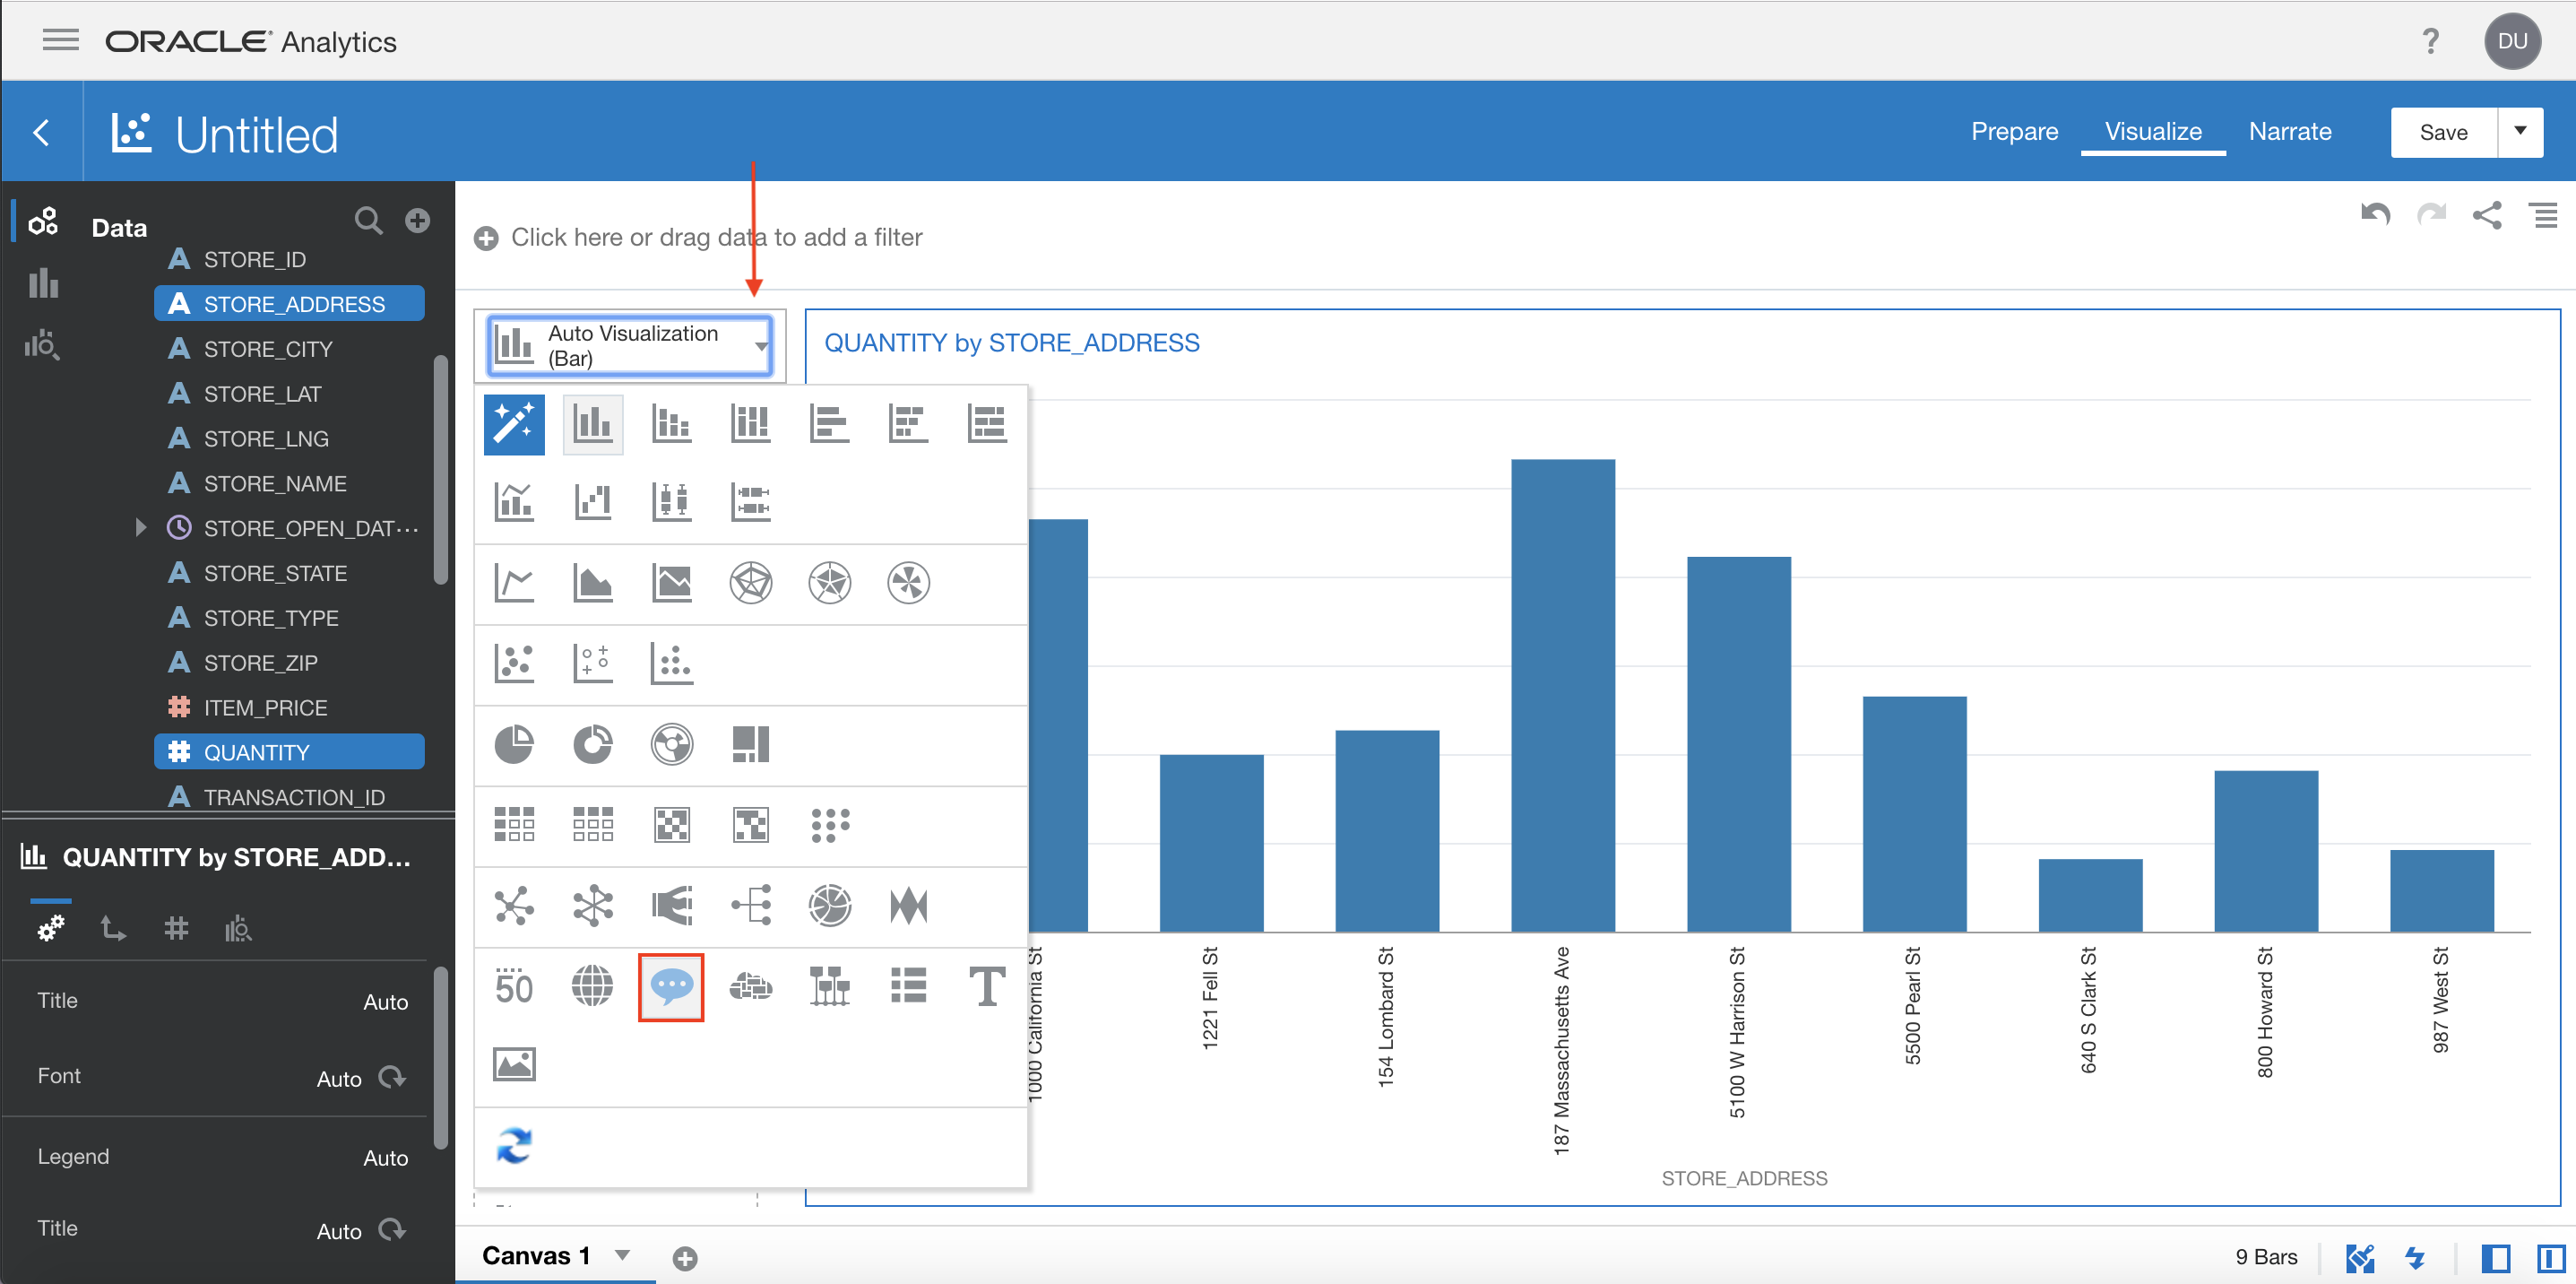 ORACLE Analytics
?
DU
Untitled
Prepare
Visualize
Narrate
Save
Data
STORE_ID
STORE_ADDRESS
STORE_CITY
STORE_LAT
STORE_LNG
STORE_NAME
STORE_OPEN_DAT...
STORE_STATE
STORE_TYPE
STORE_ZIP
ITEM_PRICE
QUANTITY
TRANSACTION_ID
QUANTITY by STORE_ADD...
Title
Auto
Font
Auto
Legend
Auto
Title
Auto
Click here or drag data to add a filter
Auto Visualization
(Bar)
50
T
QUANTITY by STORE_ADDRESS
1000 California St
1221 Fell St
154 Lombard St
187 Massachusetts Ave
5100 W Harrison St
5500 Pearl St
640 S Clark St
800 Howard St
987 West St
STORE_ADDRESS
Canvas 1
9 Bars